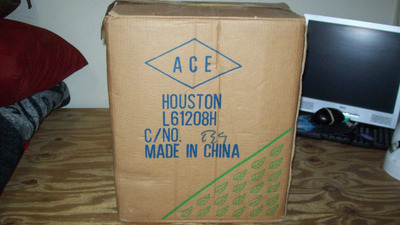 ACE
HOUSTON
L61208H
C/NO. 839
MADE IN CHINA